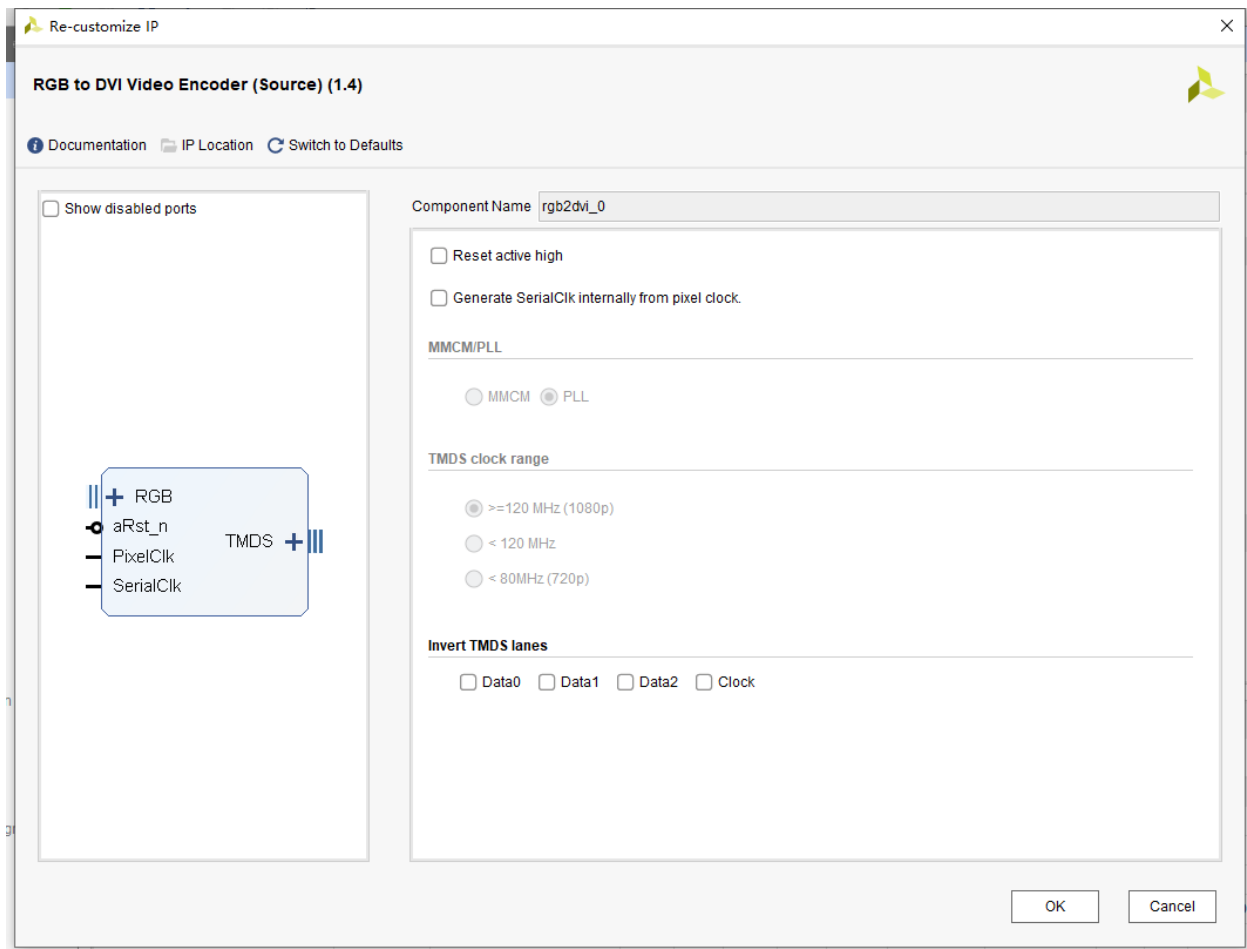 Re-customize IP
RGB to DVI Video Encoder (Source) (1.4)
Documentation IP Location Switch to Defaults
Show disabled ports
RGB
aRst_n
PixelClk
SerialClk
TMDS
Component Name rgb2dvi_0
Reset active high
Generate SerialClk internally from pixel clock.
MMCM/PLL
MMCM PLL
TMDS clock range
>=120 MHz (1080p)
< 120 MHz
< 80MHz (720p)
Invert TMDS lanes
Data0 Data1 Data2 Clock
OK Cancel